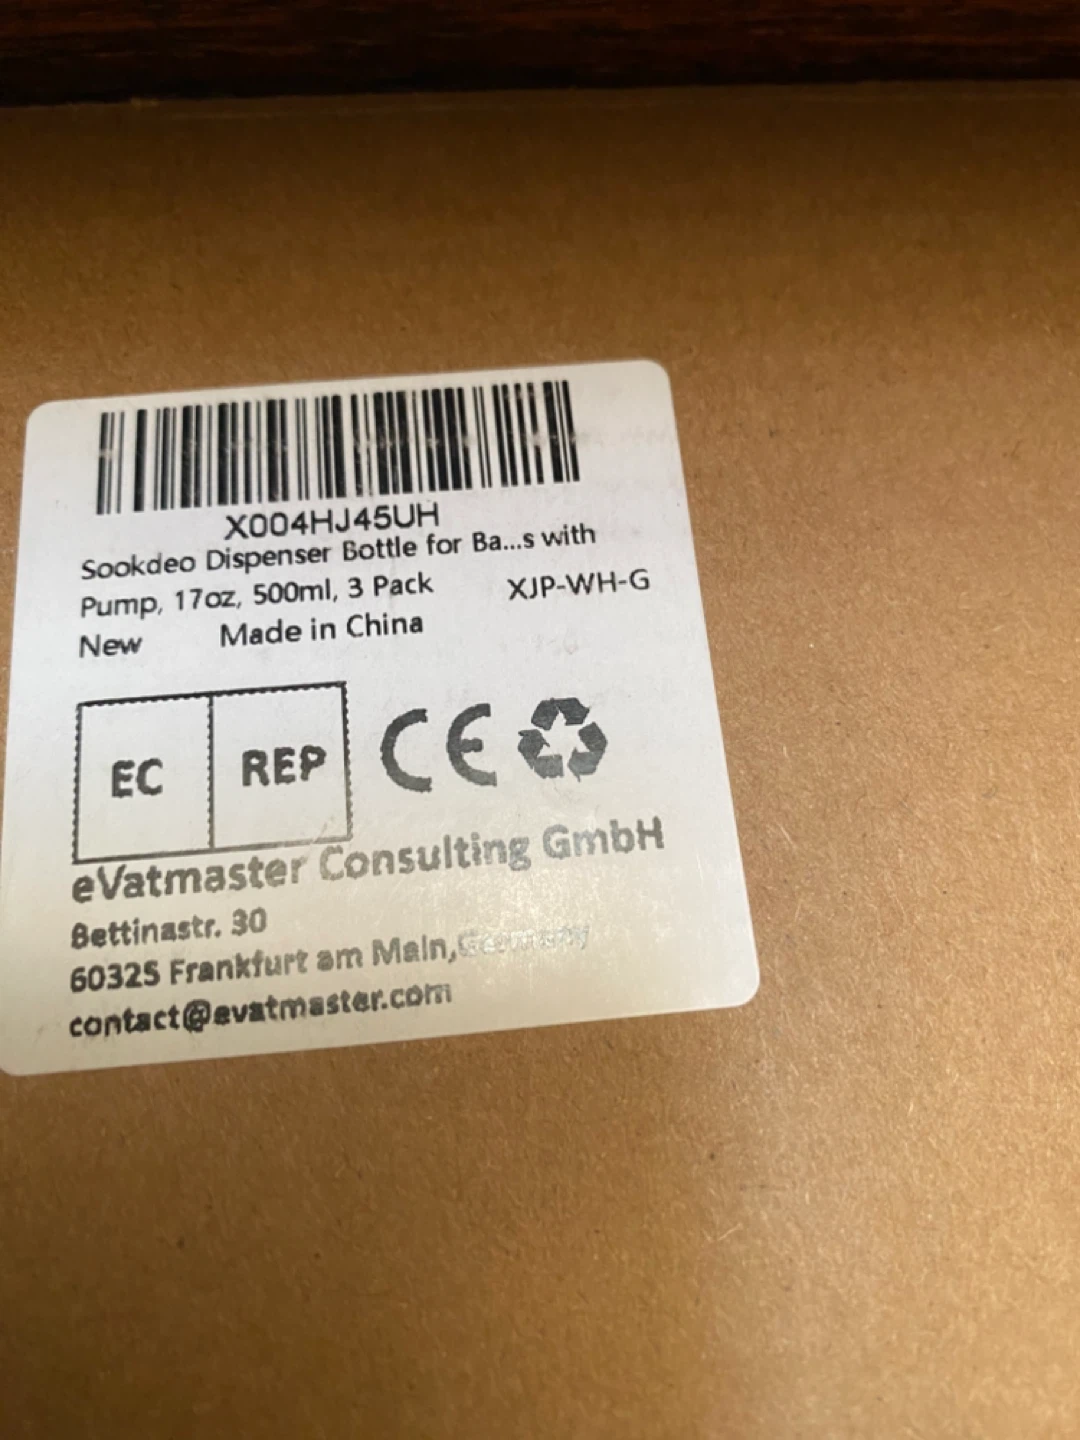 X004HJ45UH
Sookdeo Dispenser Bottle for Ba...s with
Pump, 17oz, 500ml, 3 Pack XJP-WH-G
New Made in China
EC REP CE
eVatmaster Consulting GmbH
Bettinastr. 30
60325 Frankfurt am Main,Germany
contact@evatmaster.com